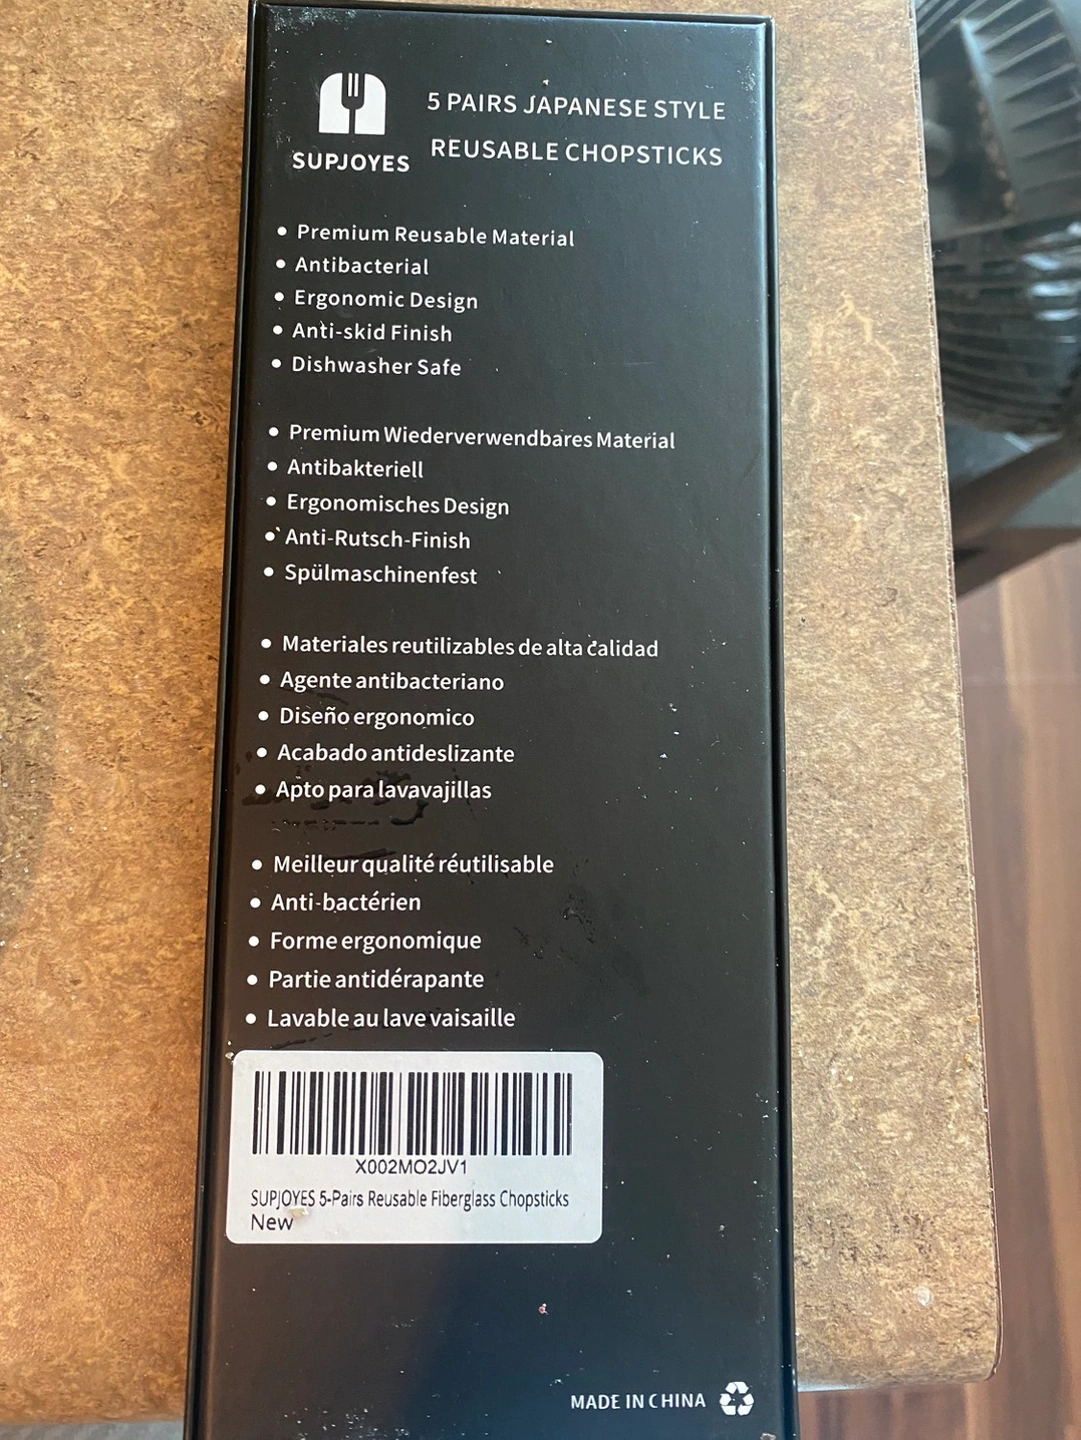 5 PAIRS JAPANESE STYLE
REUSABLE CHOPSTICKS
SUPJOYES
• Premium Reusable Material
• Antibacterial
• Ergonomic Design
• Anti-skid Finish
• Dishwasher Safe
• Premium Wiederverwendbares Material
• Antibakteriell
• Ergonomisches Design
• Anti-Rutsch-Finish
• Spülmaschinenfest
• Materiales reutilizables de alta calidad
• Agente antibacteriano
• Diseño ergonomico
• Acabado antideslizante
• Apto para lavavajillas
• Meilleur qualité réutilisable
• Anti-bactérien
• Forme ergonomique
• Partie antidérapante
• Lavable au lave vaisaille
X002MO2JV1
SUPJOYES 5-Pairs Reusable Fiberglass Chopsticks
New
MADE IN CHINA